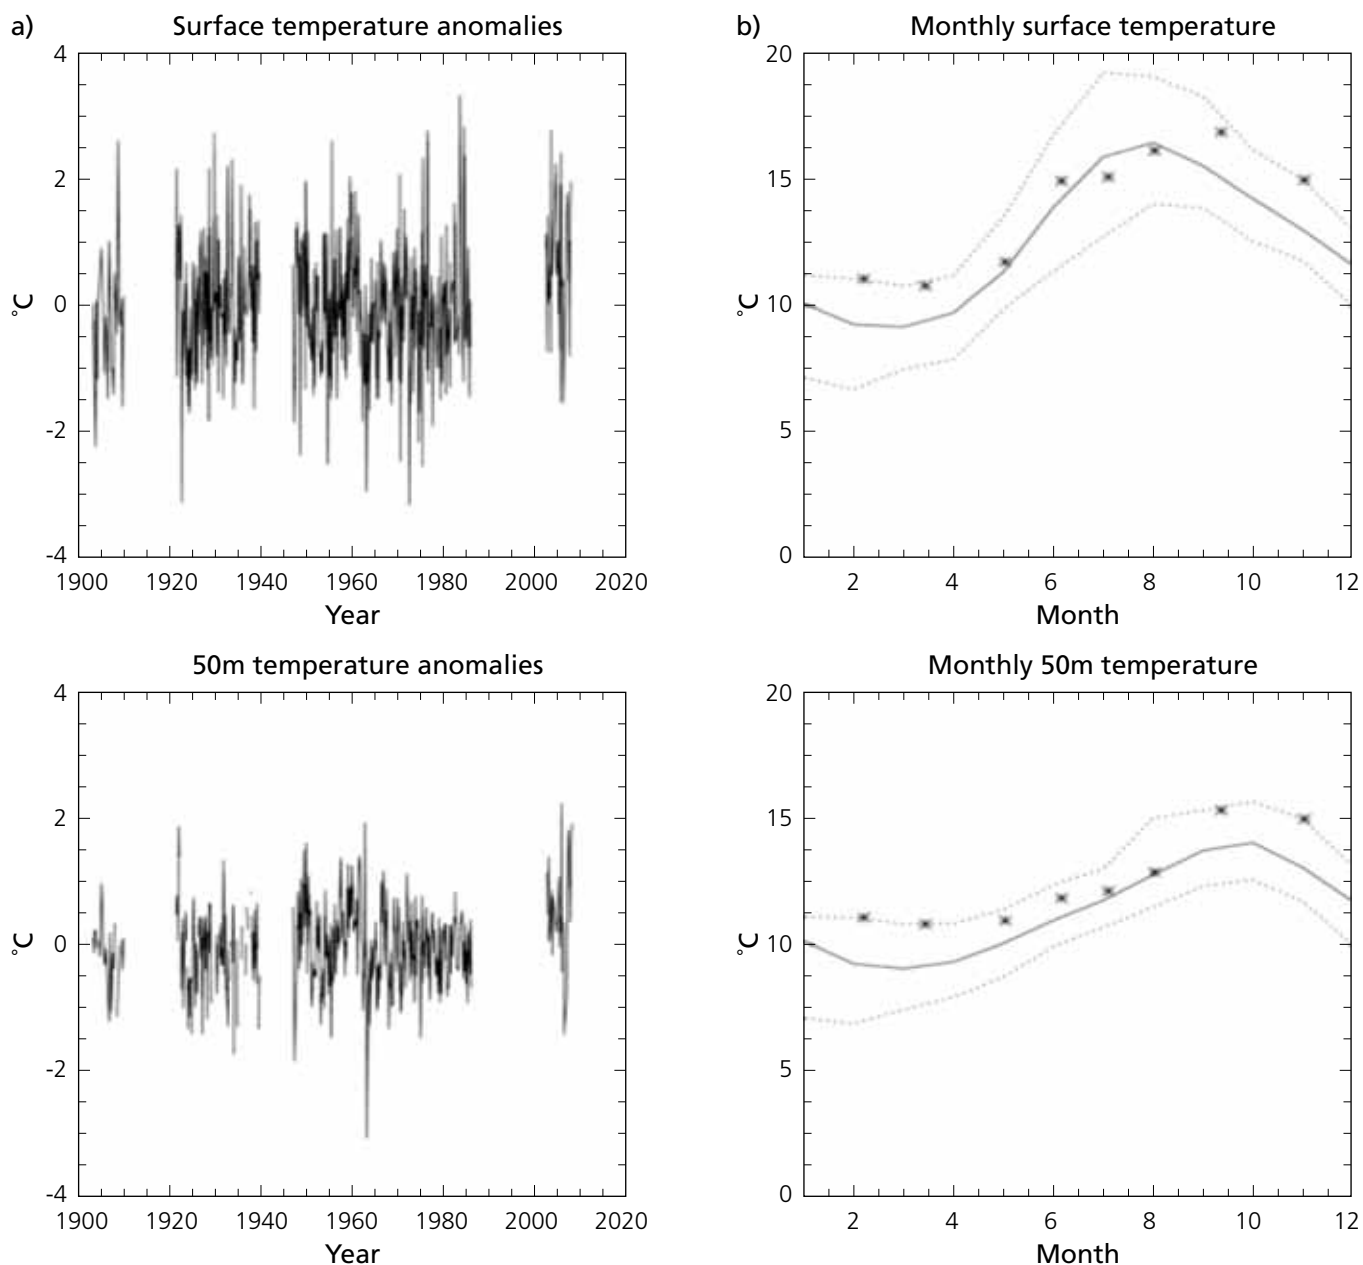 a) Surface temperature anomalies
4
2
0
-2
-4
°C
1900 1920 1940 1960 1980 2000 2020
Year
b) Monthly surface temperature
20
15
10
5
0
°C
2 4 6 8 10 12
Month
50m temperature anomalies
4
2
0
-2
-4
°C
1900 1920 1940 1960 1980 2000 2020
Year
Monthly 50m temperature
20
15
10
5
0
°C
2 4 6 8 10 12
Month